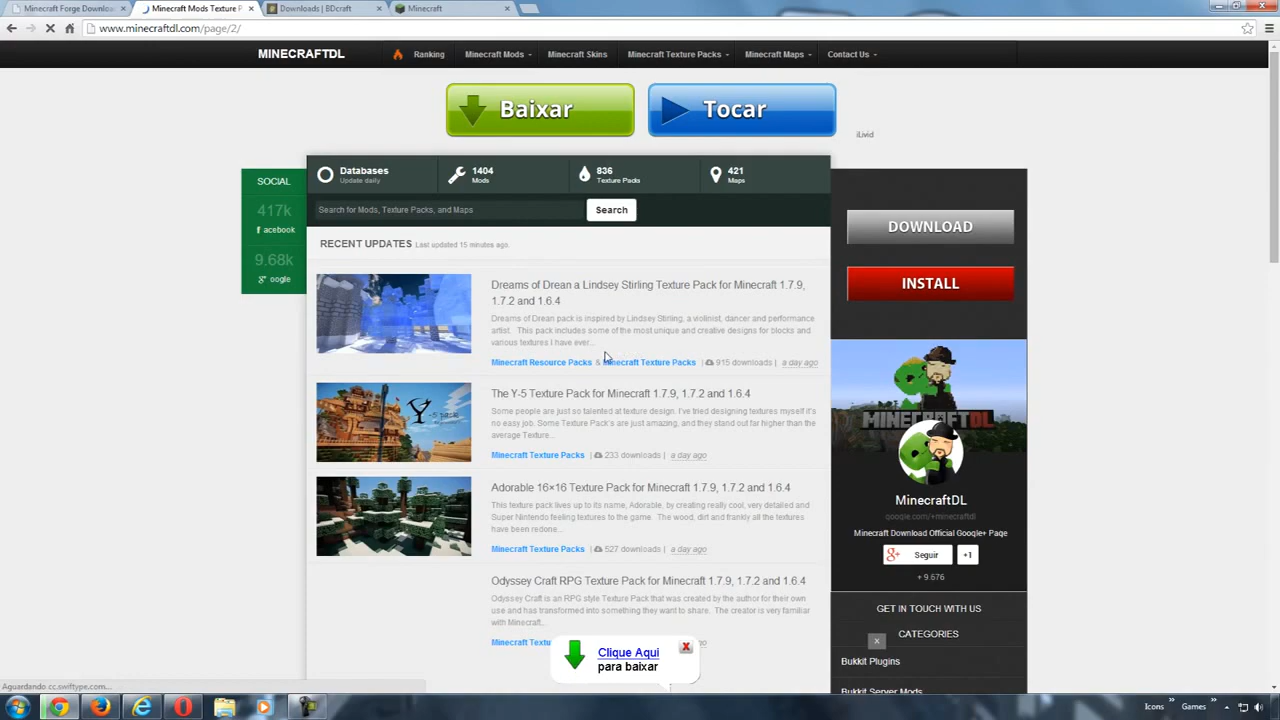 Minecraft Forge Downloa
Minecraft Mods Texture P
Downloads | BDcraft
Minecraft
www.minecraftdl.com/page/2/
MINECRAFTDL
Ranking
Minecraft Mods
Minecraft Skins
Minecraft Texture Packs
Minecraft Maps
Contact Us
Baixar
Tocar
iLivid
SOCIAL
417k
facebook
9.68k
google
Databases
Update daily
1404
Mods
836
Texture Packs
421
Maps
Search for Mods, Texture Packs, and Maps
Search
RECENT UPDATES Last updated 15 minutes ago.
Dreams of Drean a Lindsey Stirling Texture Pack for Minecraft 1.7.9,
1.7.2 and 1.6.4
Dreams of Drean pack is inspired by Lindsey Stirling, a violinist, dancer and performance
artist. This pack includes some of the most unique and creative designs for blocks and
various textures I have ever...
Minecraft Resource Packs & Minecraft Texture Packs | 915 downloads | a day ago
The Y-5 Texture Pack for Minecraft 1.7.9, 1.7.2 and 1.6.4
Some people are just so talented at texture design. I've tried designing textures myself it's
no easy job. Some Texture Pack's are just amazing, and they stand out far higher than the
average Texture...
Minecraft Texture Packs | 233 downloads | a day ago
Adorable 16×16 Texture Pack for Minecraft 1.7.9, 1.7.2 and 1.6.4
This texture pack lives up to its name, Adorable, by creating really cool, very detailed and
Super Nintendo feeling textures to the game. The wood, dirt and frankly all the textures
have been redone...
Minecraft Texture Packs | 527 downloads | a day ago
Odyssey Craft RPG Texture Pack for Minecraft 1.7.9, 1.7.2 and 1.6.4
Odyssey Craft is an RPG style Texture Pack that was created by the author for their own
use and has transformed into something they want to share. The creator is very familiar
with Minecraft...
Minecraft Textu
Clique Aqui
para baixar
DOWNLOAD
INSTALL
MINECRAFTDL
MinecraftDL
google.com/+minecraftdl
Minecraft Download Official Google+ Page
Seguir
+1
+ 9.676
GET IN TOUCH WITH US
CATEGORIES
Bukkit Plugins
Bukkit Server Mods
Aguardando cc.swiftype.com...
Icons
Games